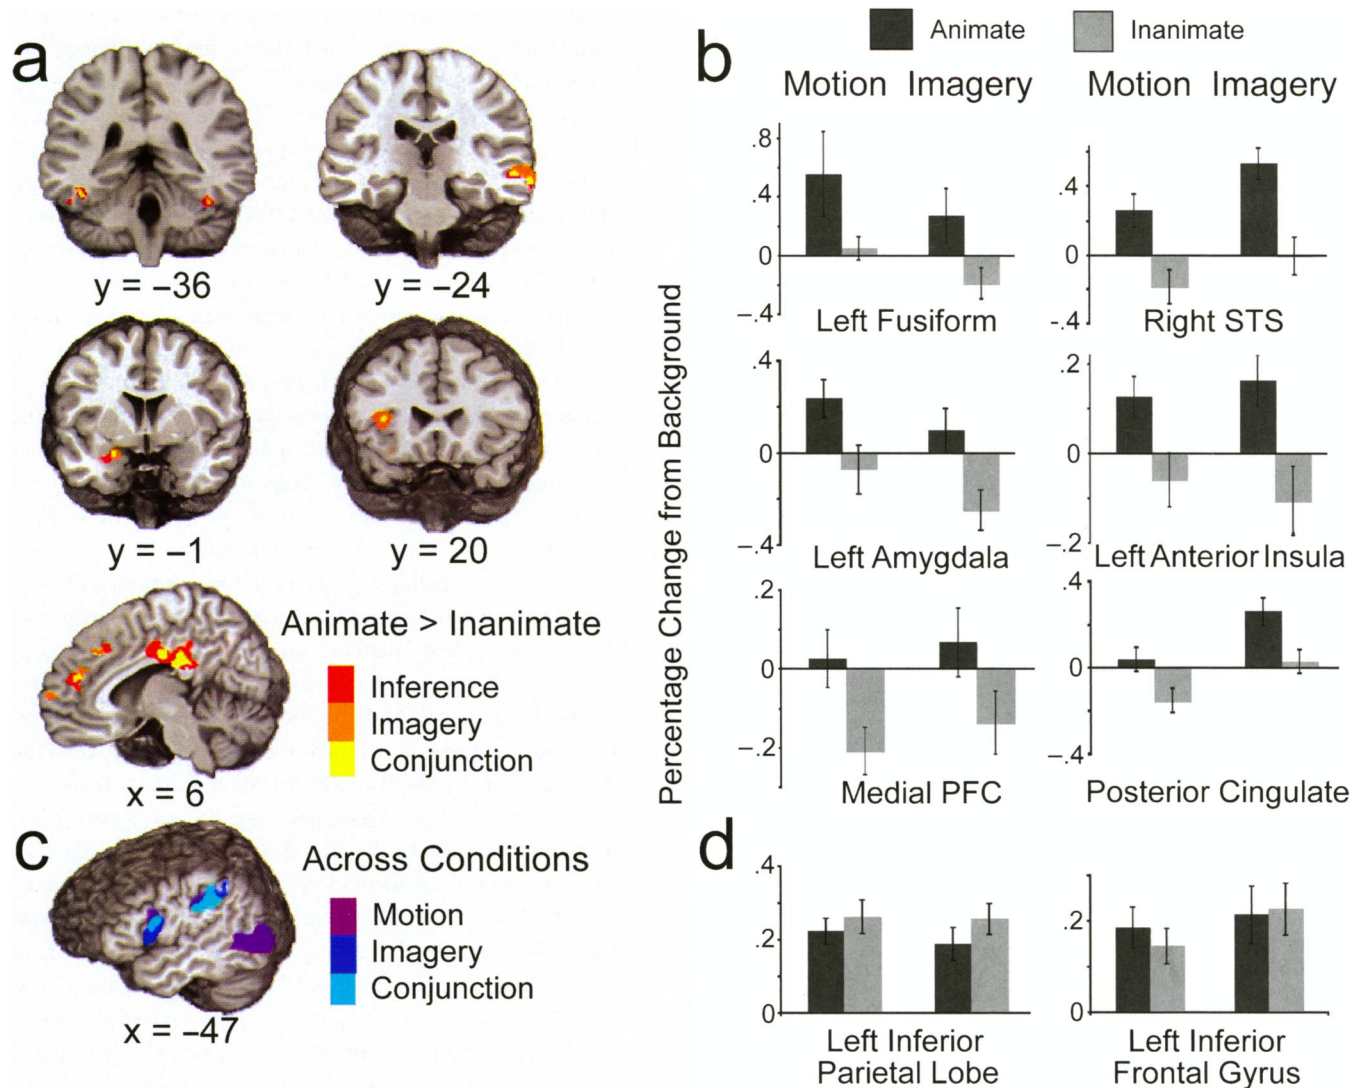 a
y = −36
y = −24
y = −1
y = 20
x = 6
Animate > Inanimate
Inference
Imagery
Conjunction
b
Animate
Inanimate
Motion
Imagery
Motion
Imagery
Percentage Change from Background
.8
.4
0
−.4
Left Fusiform
.4
0
-.4
Right STS
.4
0
−.4
Left Amygdala
.2
0
−.2
Left Anterior Insula
.2
0
−.2
Medial PFC
.4
0
−.4
Posterior Cingulate
c
Across Conditions
Motion
Imagery
Conjunction
x = −47
d
.4
.2
0
Left Inferior
Parietal Lobe
.2
0
Left Inferior
Frontal Gyrus